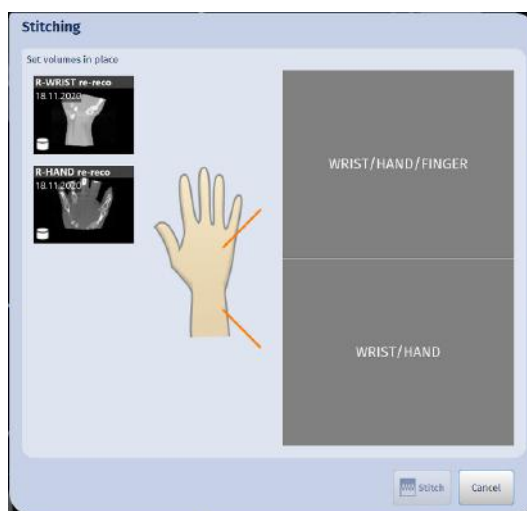 Stitching
Set volumes in place
R-WRIST re-reco
18.11.2020
R-HAND re-reco
18.11.2020
WRIST/HAND/FINGER
WRIST/HAND
Stitch
Cancel